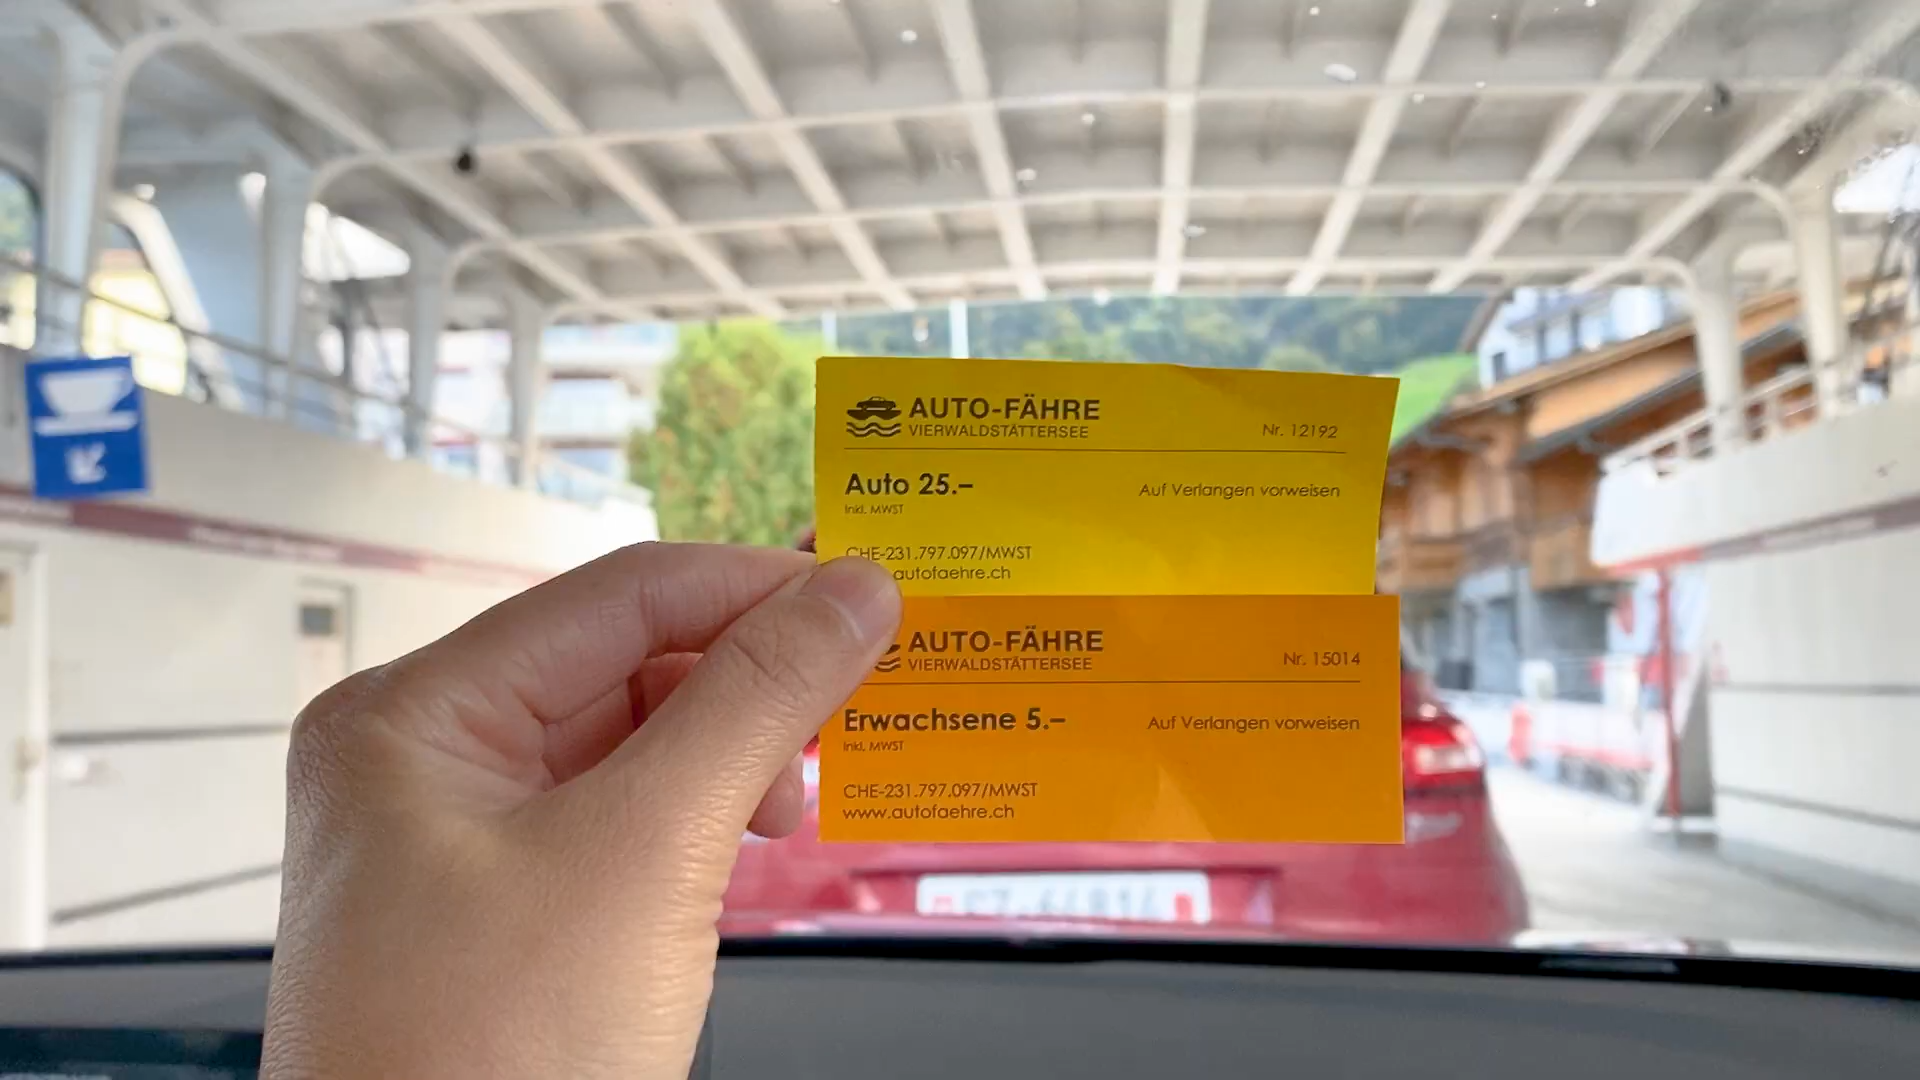 AUTO-FÄHRE
VIERWALDSTÄTTERSEE
Nr. 12192
Auto 25.–
Auf Verlangen vorweisen
Inkl. MWST
CHE-231.797.097/MWST
autofaehre.ch
AUTO-FÄHRE
VIERWALDSTÄTTERSEE
Nr. 15014
Erwachsene 5.–
Auf Verlangen vorweisen
Inkl. MWST
CHE-231.797.097/MWST
www.autofaehre.ch